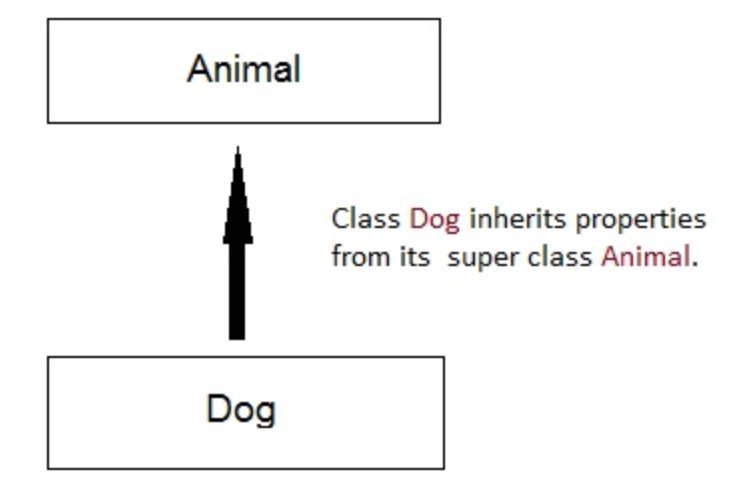 Animal
Class Dog inherits properties
from its  super class Animal.
Dog